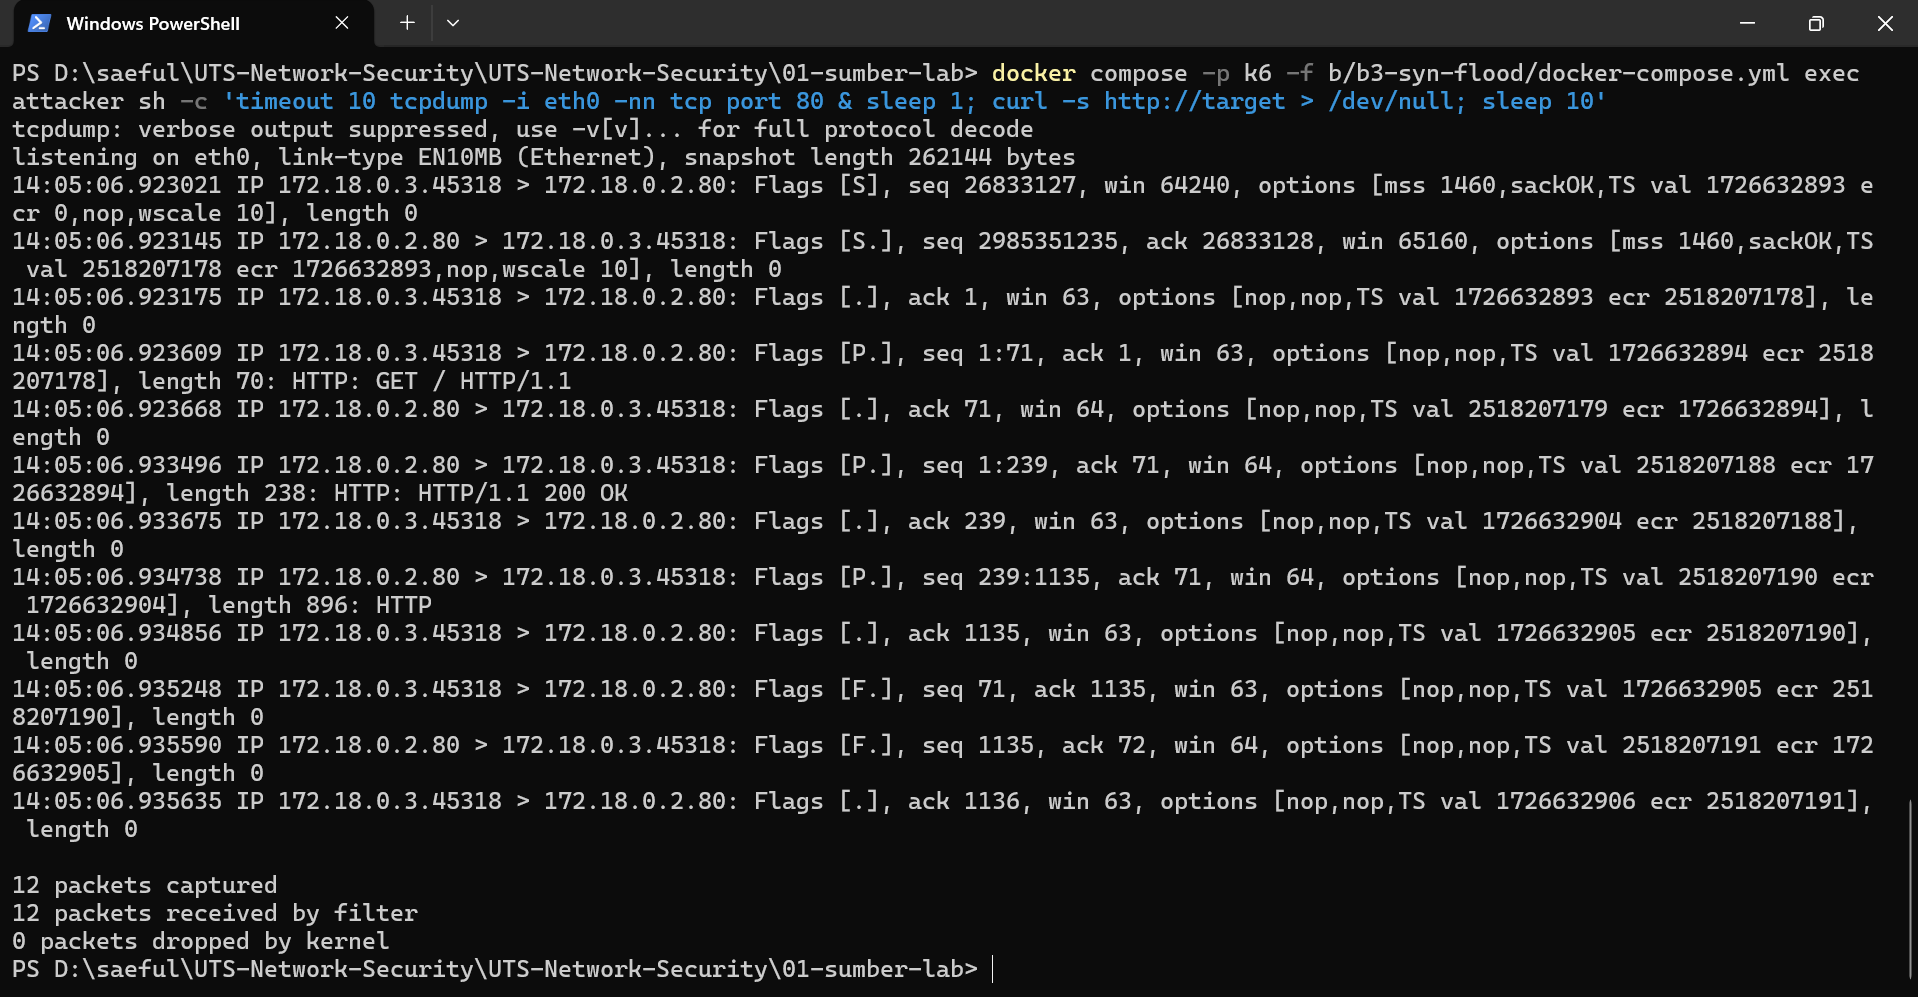 Windows PowerShell
PS D:\saeful\UTS-Network-Security\UTS-Network-Security\01-sumber-lab> docker compose -p k6 -f b/b3-syn-flood/docker-compose.yml exec
attacker sh -c 'timeout 10 tcpdump -i eth0 -nn tcp port 80 & sleep 1; curl -s http://target > /dev/null; sleep 10'
tcpdump: verbose output suppressed, use -v[v]... for full protocol decode
listening on eth0, link-type EN10MB (Ethernet), snapshot length 262144 bytes
14:05:06.923021 IP 172.18.0.3.45318 > 172.18.0.2.80: Flags [S], seq 26833127, win 64240, options [mss 1460,sackOK,TS val 1726632893 e
cr 0,nop,wscale 10], length 0
14:05:06.923145 IP 172.18.0.2.80 > 172.18.0.3.45318: Flags [S.], seq 2985351235, ack 26833128, win 65160, options [mss 1460,sackOK,TS
 val 2518207178 ecr 1726632893,nop,wscale 10], length 0
14:05:06.923175 IP 172.18.0.3.45318 > 172.18.0.2.80: Flags [.], ack 1, win 63, options [nop,nop,TS val 1726632893 ecr 2518207178], le
ngth 0
14:05:06.923609 IP 172.18.0.3.45318 > 172.18.0.2.80: Flags [P.], seq 1:71, ack 1, win 63, options [nop,nop,TS val 1726632894 ecr 2518
207178], length 70: HTTP: GET / HTTP/1.1
14:05:06.923668 IP 172.18.0.2.80 > 172.18.0.3.45318: Flags [.], ack 71, win 64, options [nop,nop,TS val 2518207179 ecr 1726632894], l
ength 0
14:05:06.933496 IP 172.18.0.2.80 > 172.18.0.3.45318: Flags [P.], seq 1:239, ack 71, win 64, options [nop,nop,TS val 2518207188 ecr 17
26632894], length 238: HTTP: HTTP/1.1 200 OK
14:05:06.933675 IP 172.18.0.3.45318 > 172.18.0.2.80: Flags [.], ack 239, win 63, options [nop,nop,TS val 1726632904 ecr 2518207188],
length 0
14:05:06.934738 IP 172.18.0.2.80 > 172.18.0.3.45318: Flags [P.], seq 239:1135, ack 71, win 64, options [nop,nop,TS val 2518207190 ecr
 1726632904], length 896: HTTP
14:05:06.934856 IP 172.18.0.3.45318 > 172.18.0.2.80: Flags [.], ack 1135, win 63, options [nop,nop,TS val 1726632905 ecr 2518207190],
 length 0
14:05:06.935248 IP 172.18.0.3.45318 > 172.18.0.2.80: Flags [F.], seq 71, ack 1135, win 63, options [nop,nop,TS val 1726632905 ecr 251
8207190], length 0
14:05:06.935590 IP 172.18.0.2.80 > 172.18.0.3.45318: Flags [F.], seq 1135, ack 72, win 64, options [nop,nop,TS val 2518207191 ecr 172
6632905], length 0
14:05:06.935635 IP 172.18.0.3.45318 > 172.18.0.2.80: Flags [.], ack 1136, win 63, options [nop,nop,TS val 1726632906 ecr 2518207191],
 length 0
12 packets captured
12 packets received by filter
0 packets dropped by kernel
PS D:\saeful\UTS-Network-Security\UTS-Network-Security\01-sumber-lab>